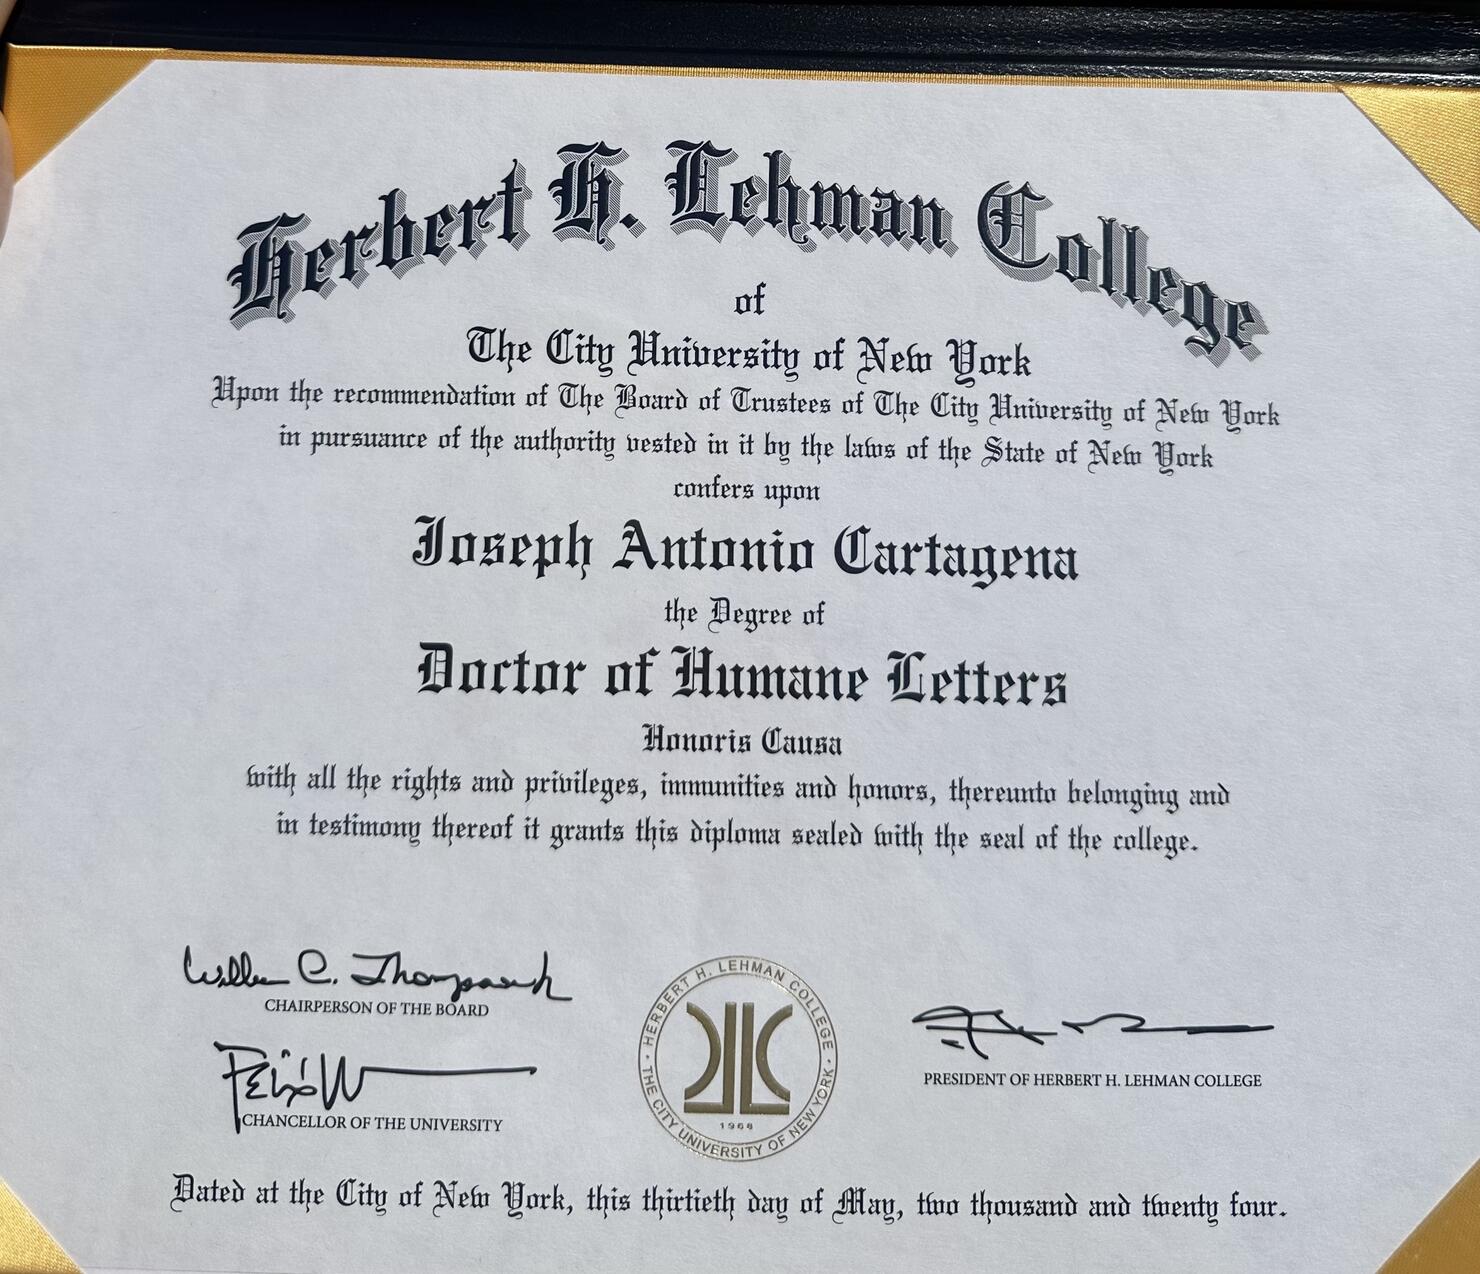 Herbert H. Lehman College
of
The City University of New York
Upon the recommendation of The Board of Trustees of The City University of New York
in pursuance of the authority vested in it by the laws of the State of New York
confers upon
Joseph Antonio Cartagena
the Degree of
Doctor of Humane Letters
Honoris Causa
with all the rights and privileges, immunities and honors, thereunto belonging and
in testimony thereof it grants this diploma sealed with the seal of the college.
CHAIRPERSON OF THE BOARD
CHANCELLOR OF THE UNIVERSITY
· HERBERT H. LEHMAN COLLEGE ·
THE CITY UNIVERSITY OF NEW YORK
1968
PRESIDENT OF HERBERT H. LEHMAN COLLEGE
Dated at the City of New York, this thirtieth day of May, two thousand and twenty four.